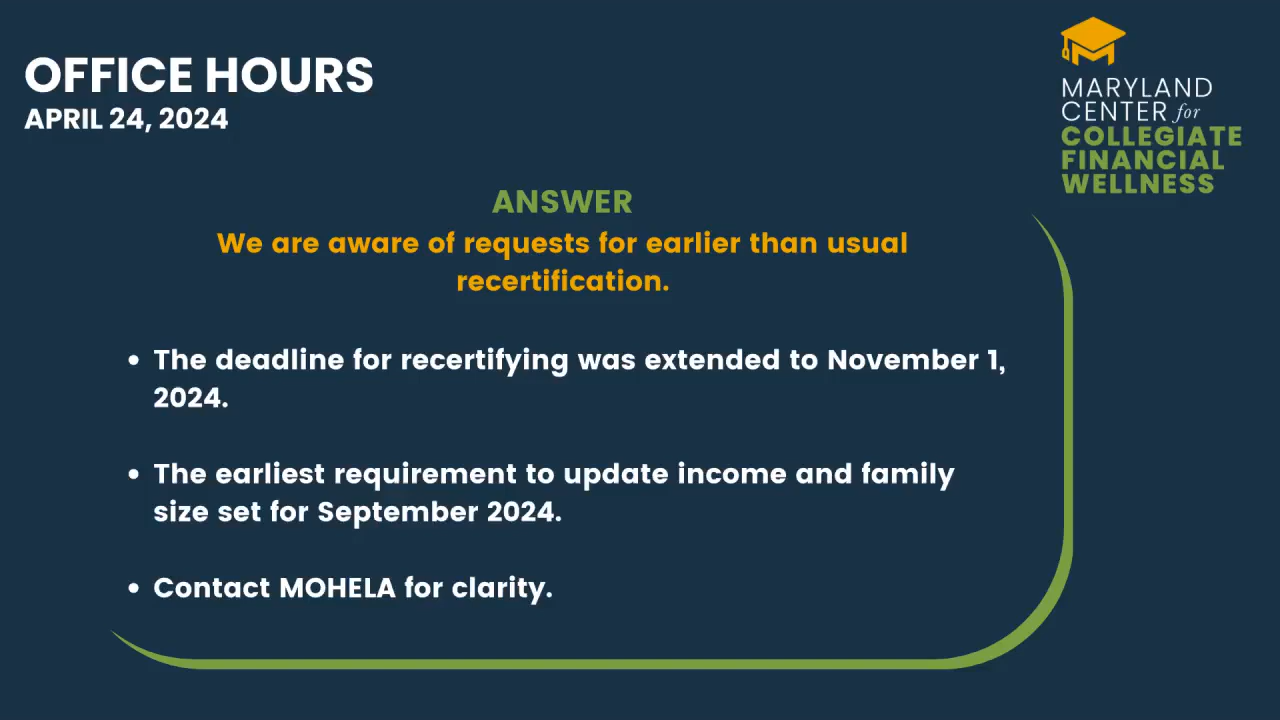 OFFICE HOURS
APRIL 24, 2024
MARYLAND
CENTER for
COLLEGIATE
FINANCIAL
WELLNESS
ANSWER
We are aware of requests for earlier than usual
recertification.
• The deadline for recertifying was extended to November 1,
2024.
• The earliest requirement to update income and family
size set for September 2024.
• Contact MOHELA for clarity.